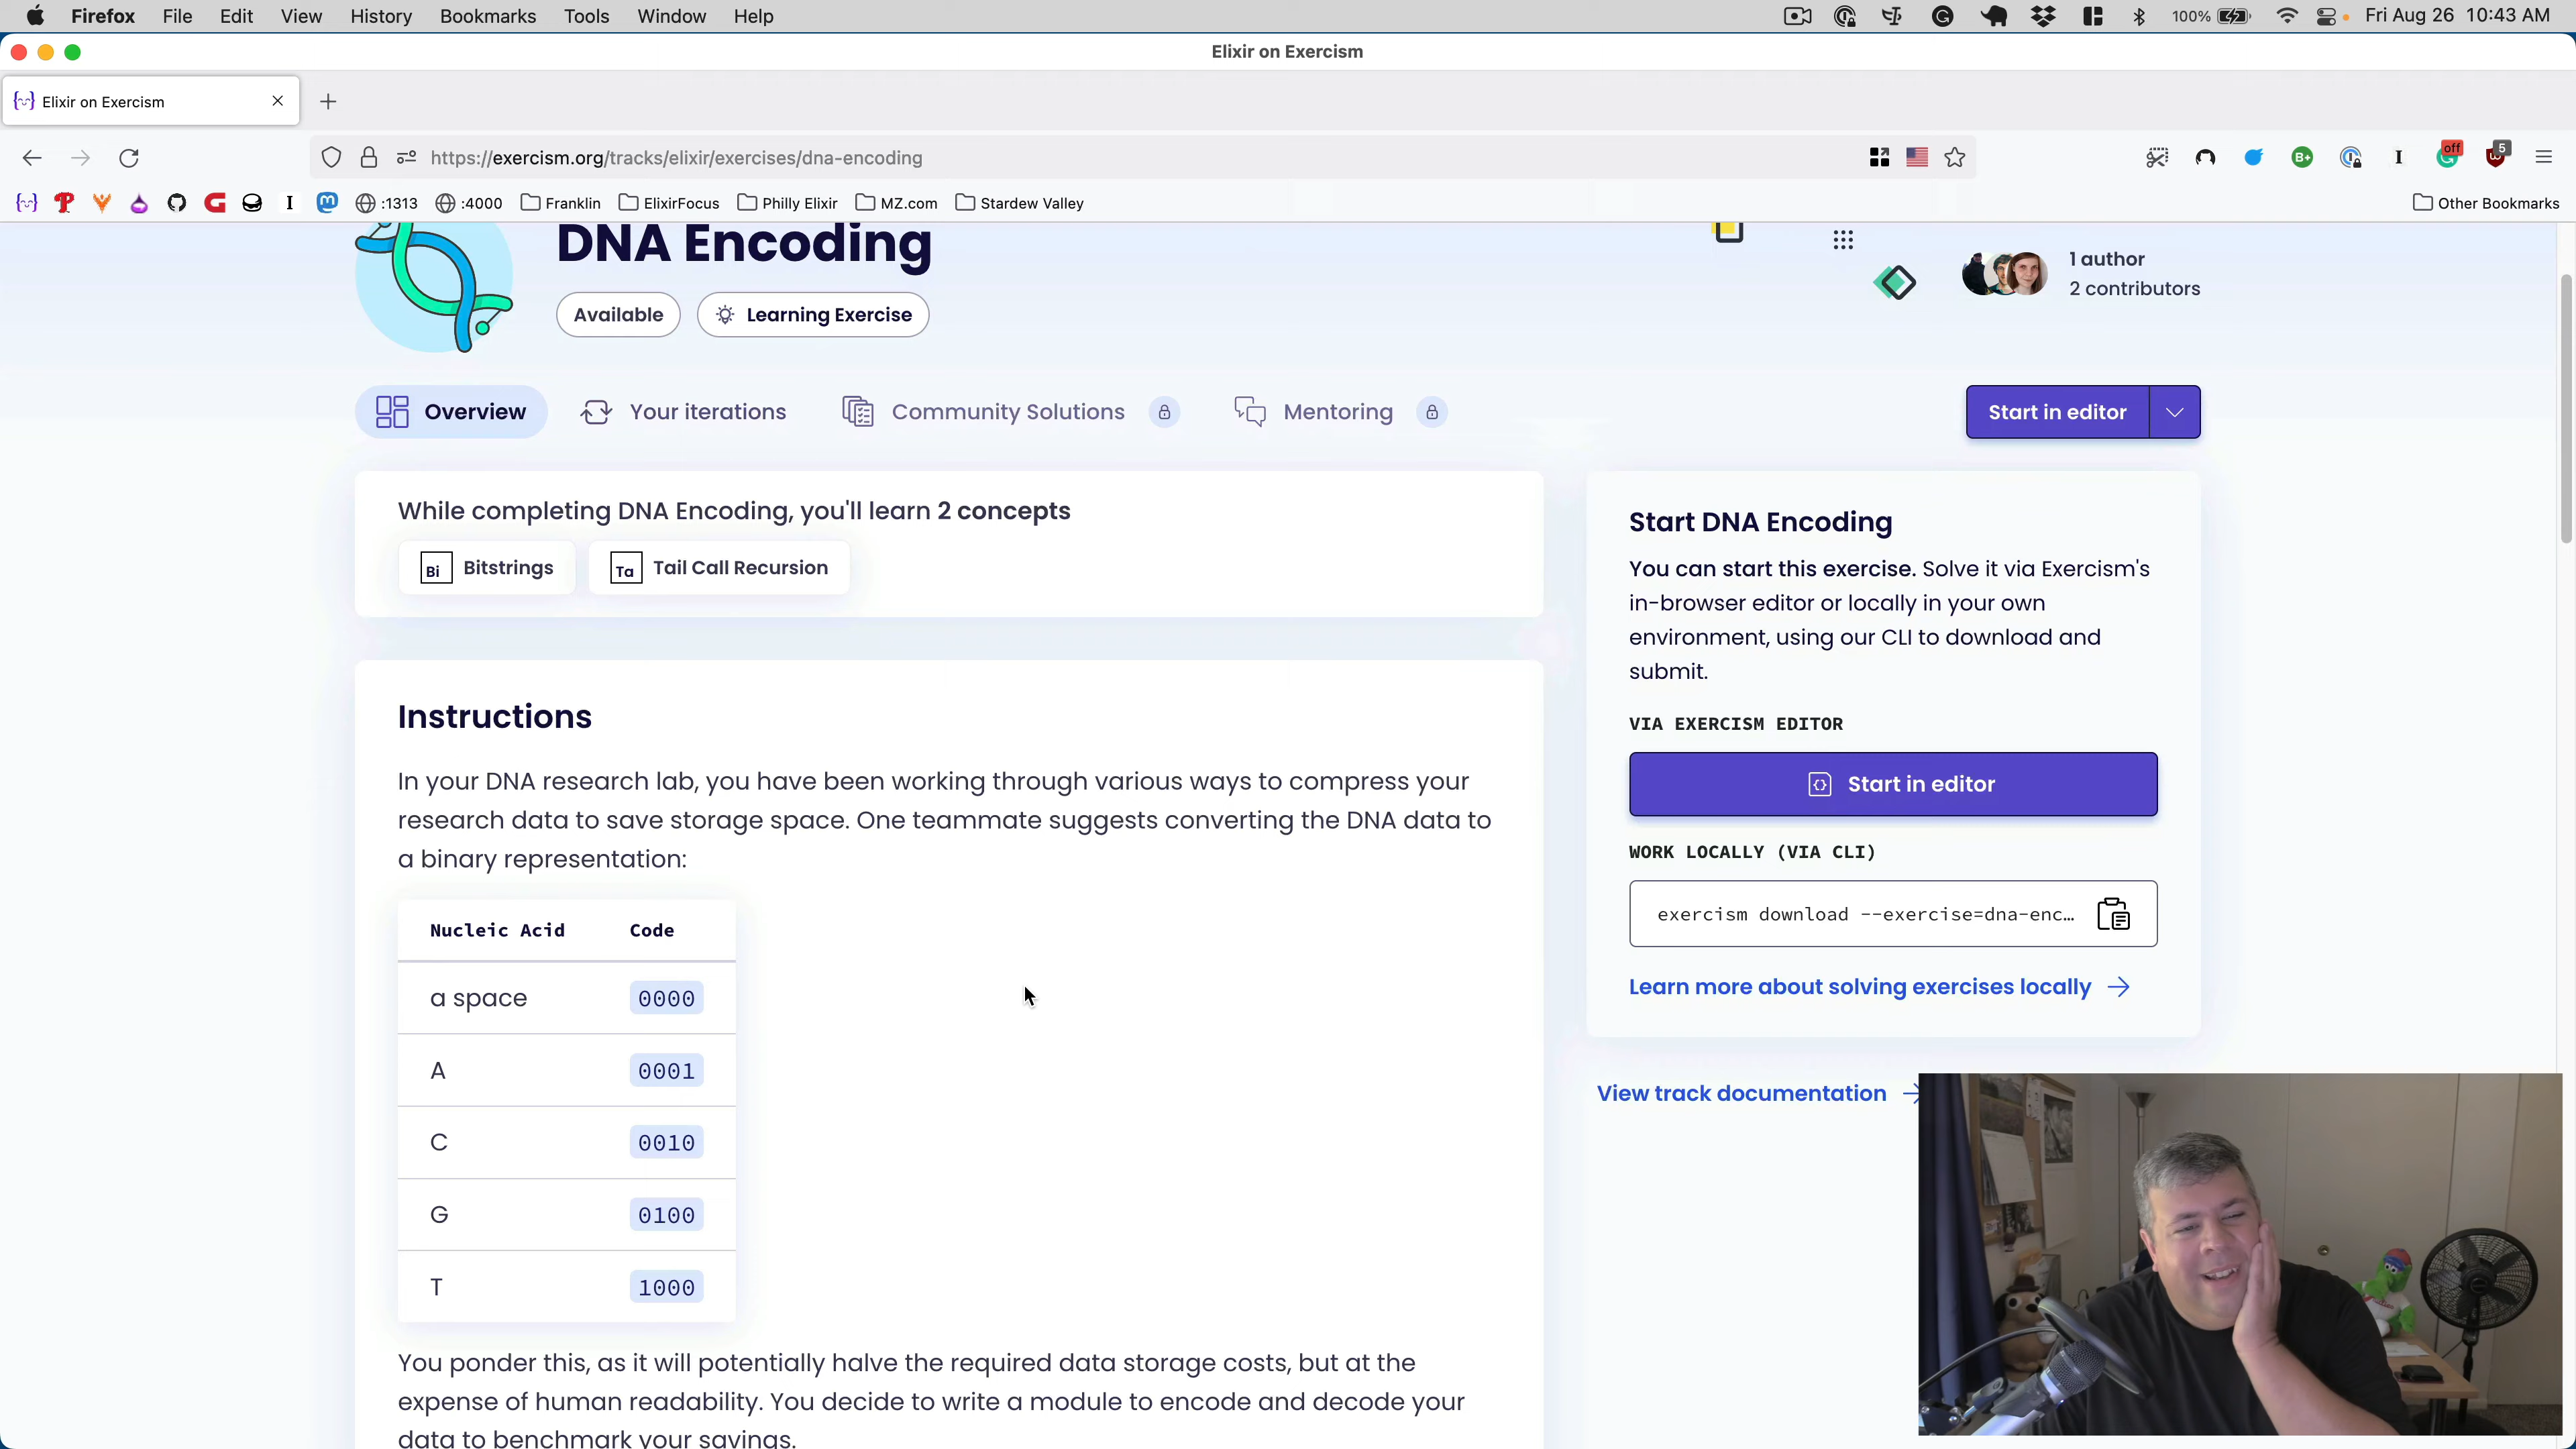 Firefox File Edit View History Bookmarks Tools Window Help 100% Fri Aug 26 10:43 AM
Elixir on Exercism
Elixir on Exercism
https://exercism.org/tracks/elixir/exercises/dna-encoding
off 5
:1313 :4000 Franklin ElixirFocus Philly Elixir MZ.com Stardew Valley Other Bookmarks
DNA Encoding
1 author
2 contributors
Available Learning Exercise
Overview Your iterations Community Solutions Mentoring Start in editor
While completing DNA Encoding, you'll learn 2 concepts
Bi Bitstrings Ta Tail Call Recursion
Instructions
In your DNA research lab, you have been working through various ways to compress your
research data to save storage space. One teammate suggests converting the DNA data to
a binary representation:
Nucleic Acid Code
a space 0000
A 0001
C 0010
G 0100
T 1000
You ponder this, as it will potentially halve the required data storage costs, but at the
expense of human readability. You decide to write a module to encode and decode your
data to benchmark your savings.
Start DNA Encoding
You can start this exercise. Solve it via Exercism's
in-browser editor or locally in your own
environment, using our CLI to download and
submit.
VIA EXERCISM EDITOR
Start in editor
WORK LOCALLY (VIA CLI)
exercism download --exercise=dna-enc…
Learn more about solving exercises locally
View track documentation